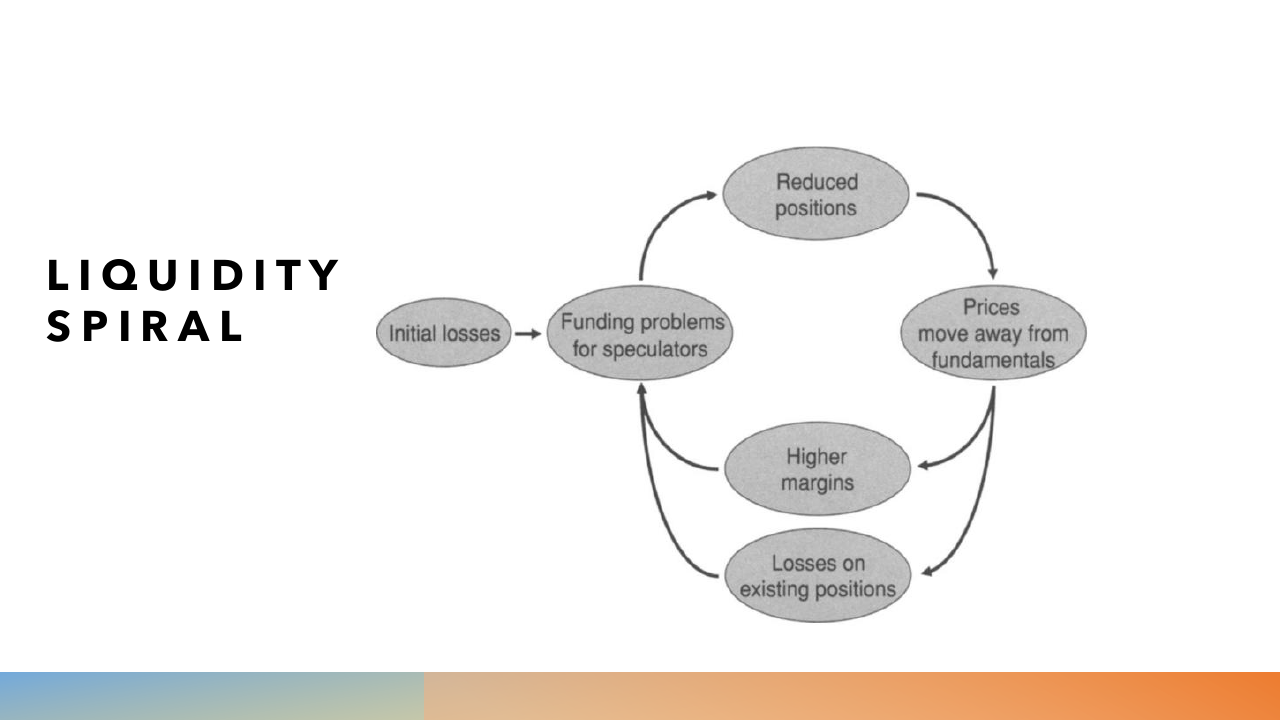 LIQUIDITY
SPIRAL
Initial losses
Funding problems
for speculators
Reduced
positions
Prices
move away from
fundamentals
Higher
margins
Losses on
existing positions